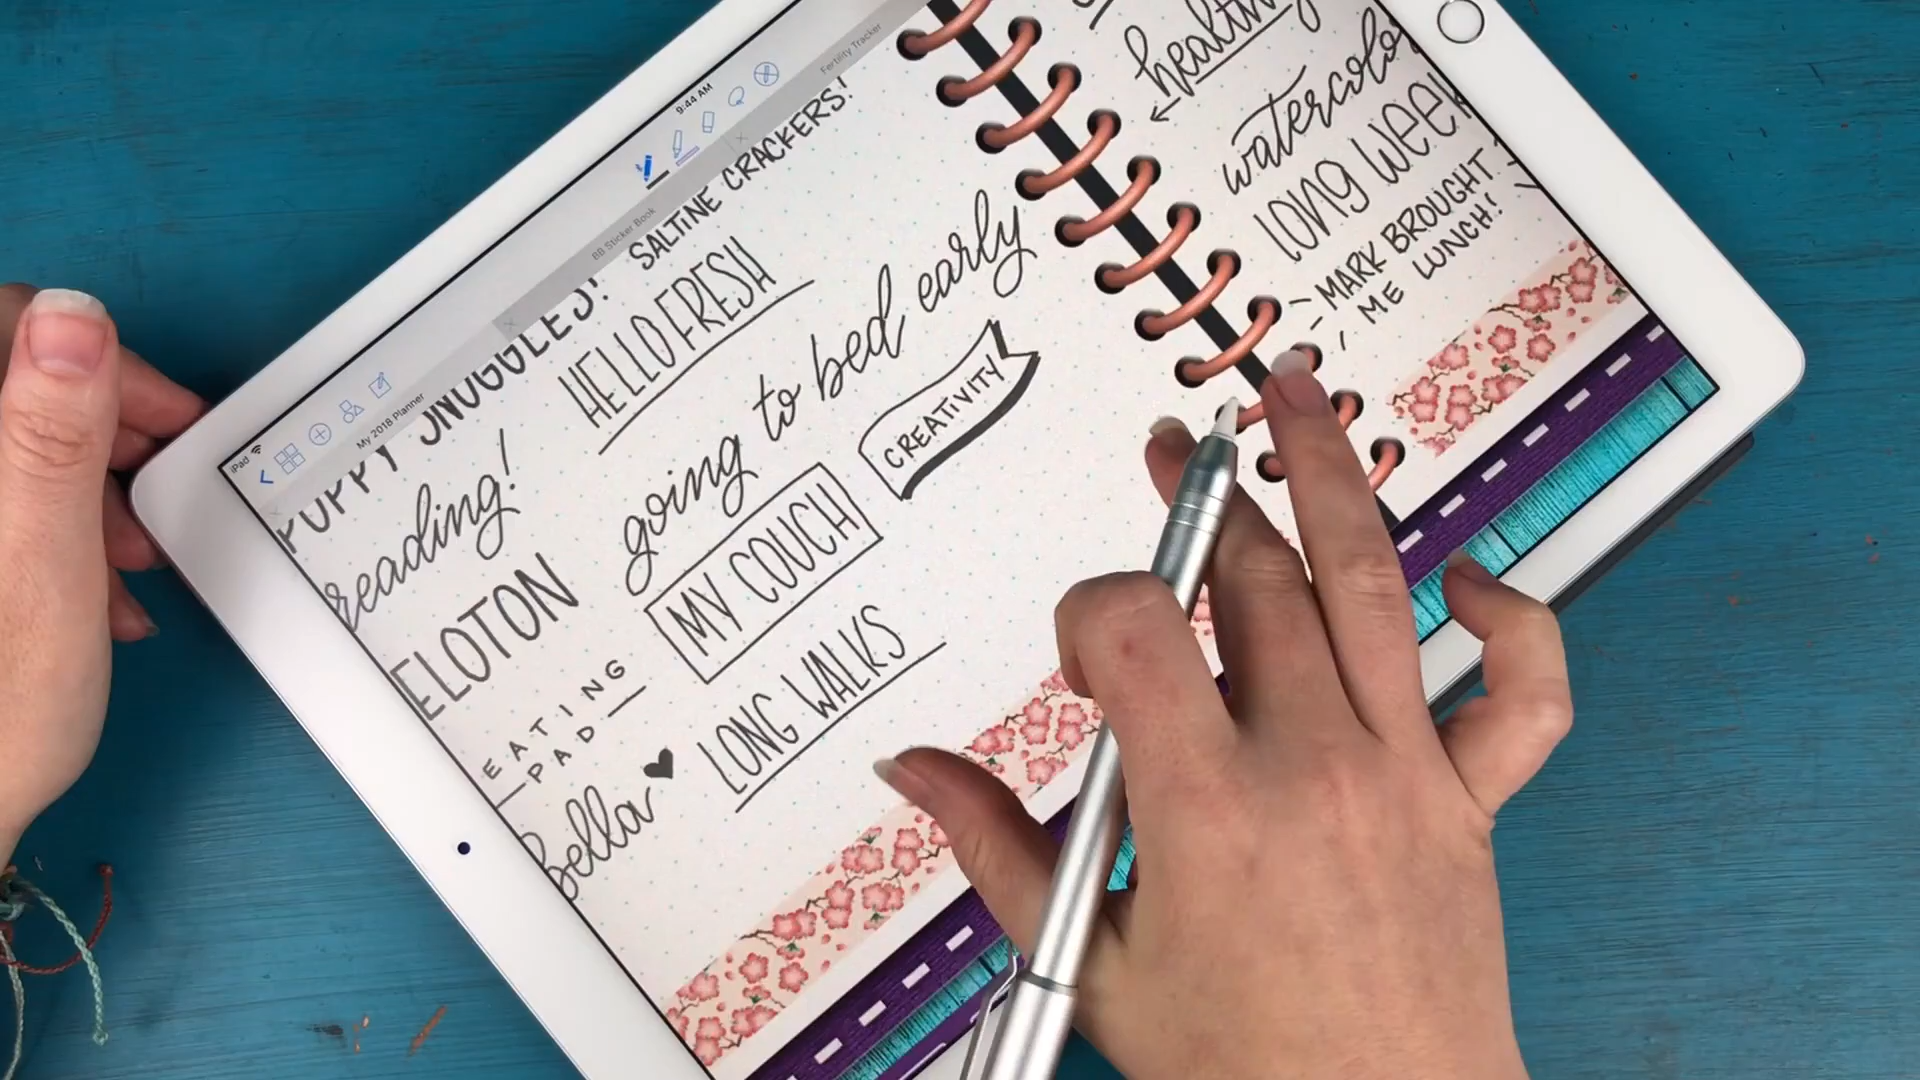 iPad
9:44 AM
My 2018 Planner
BB Sticker Book
Fertility Tracker
SNUGGLES!
SALTINE CRACKERS!
reading!
HELLO FRESH
going to bed early
ELOTON
MY COUCH
CREATIVITY
EATING
PAD
LONG WALKS
bella
watercolo
long week
MARK BROUGHT
ME LUNCH!